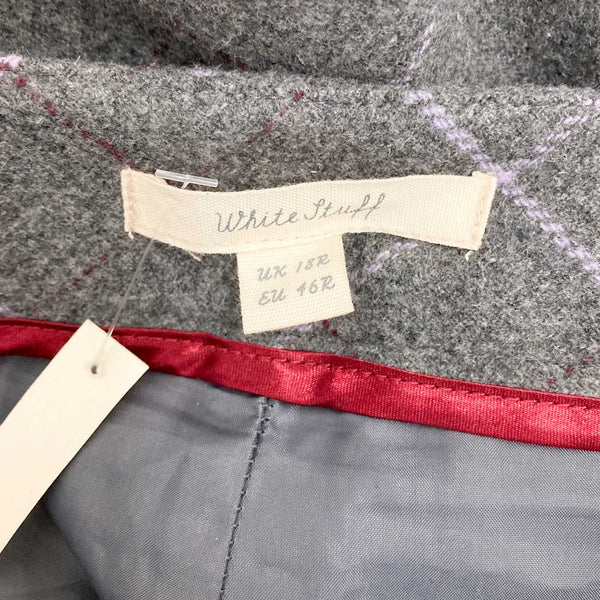 White Stuff
UK 18R
EU 46R